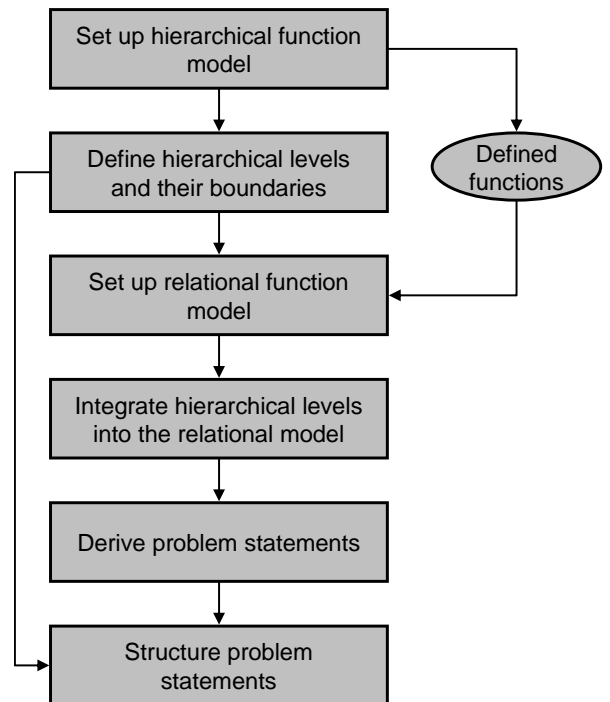 Set up hierarchical function
model
Define hierarchical levels
and their boundaries
Defined
functions
Set up relational function
model
Integrate hierarchical levels
into the relational model
Derive problem statements
Structure problem
statements